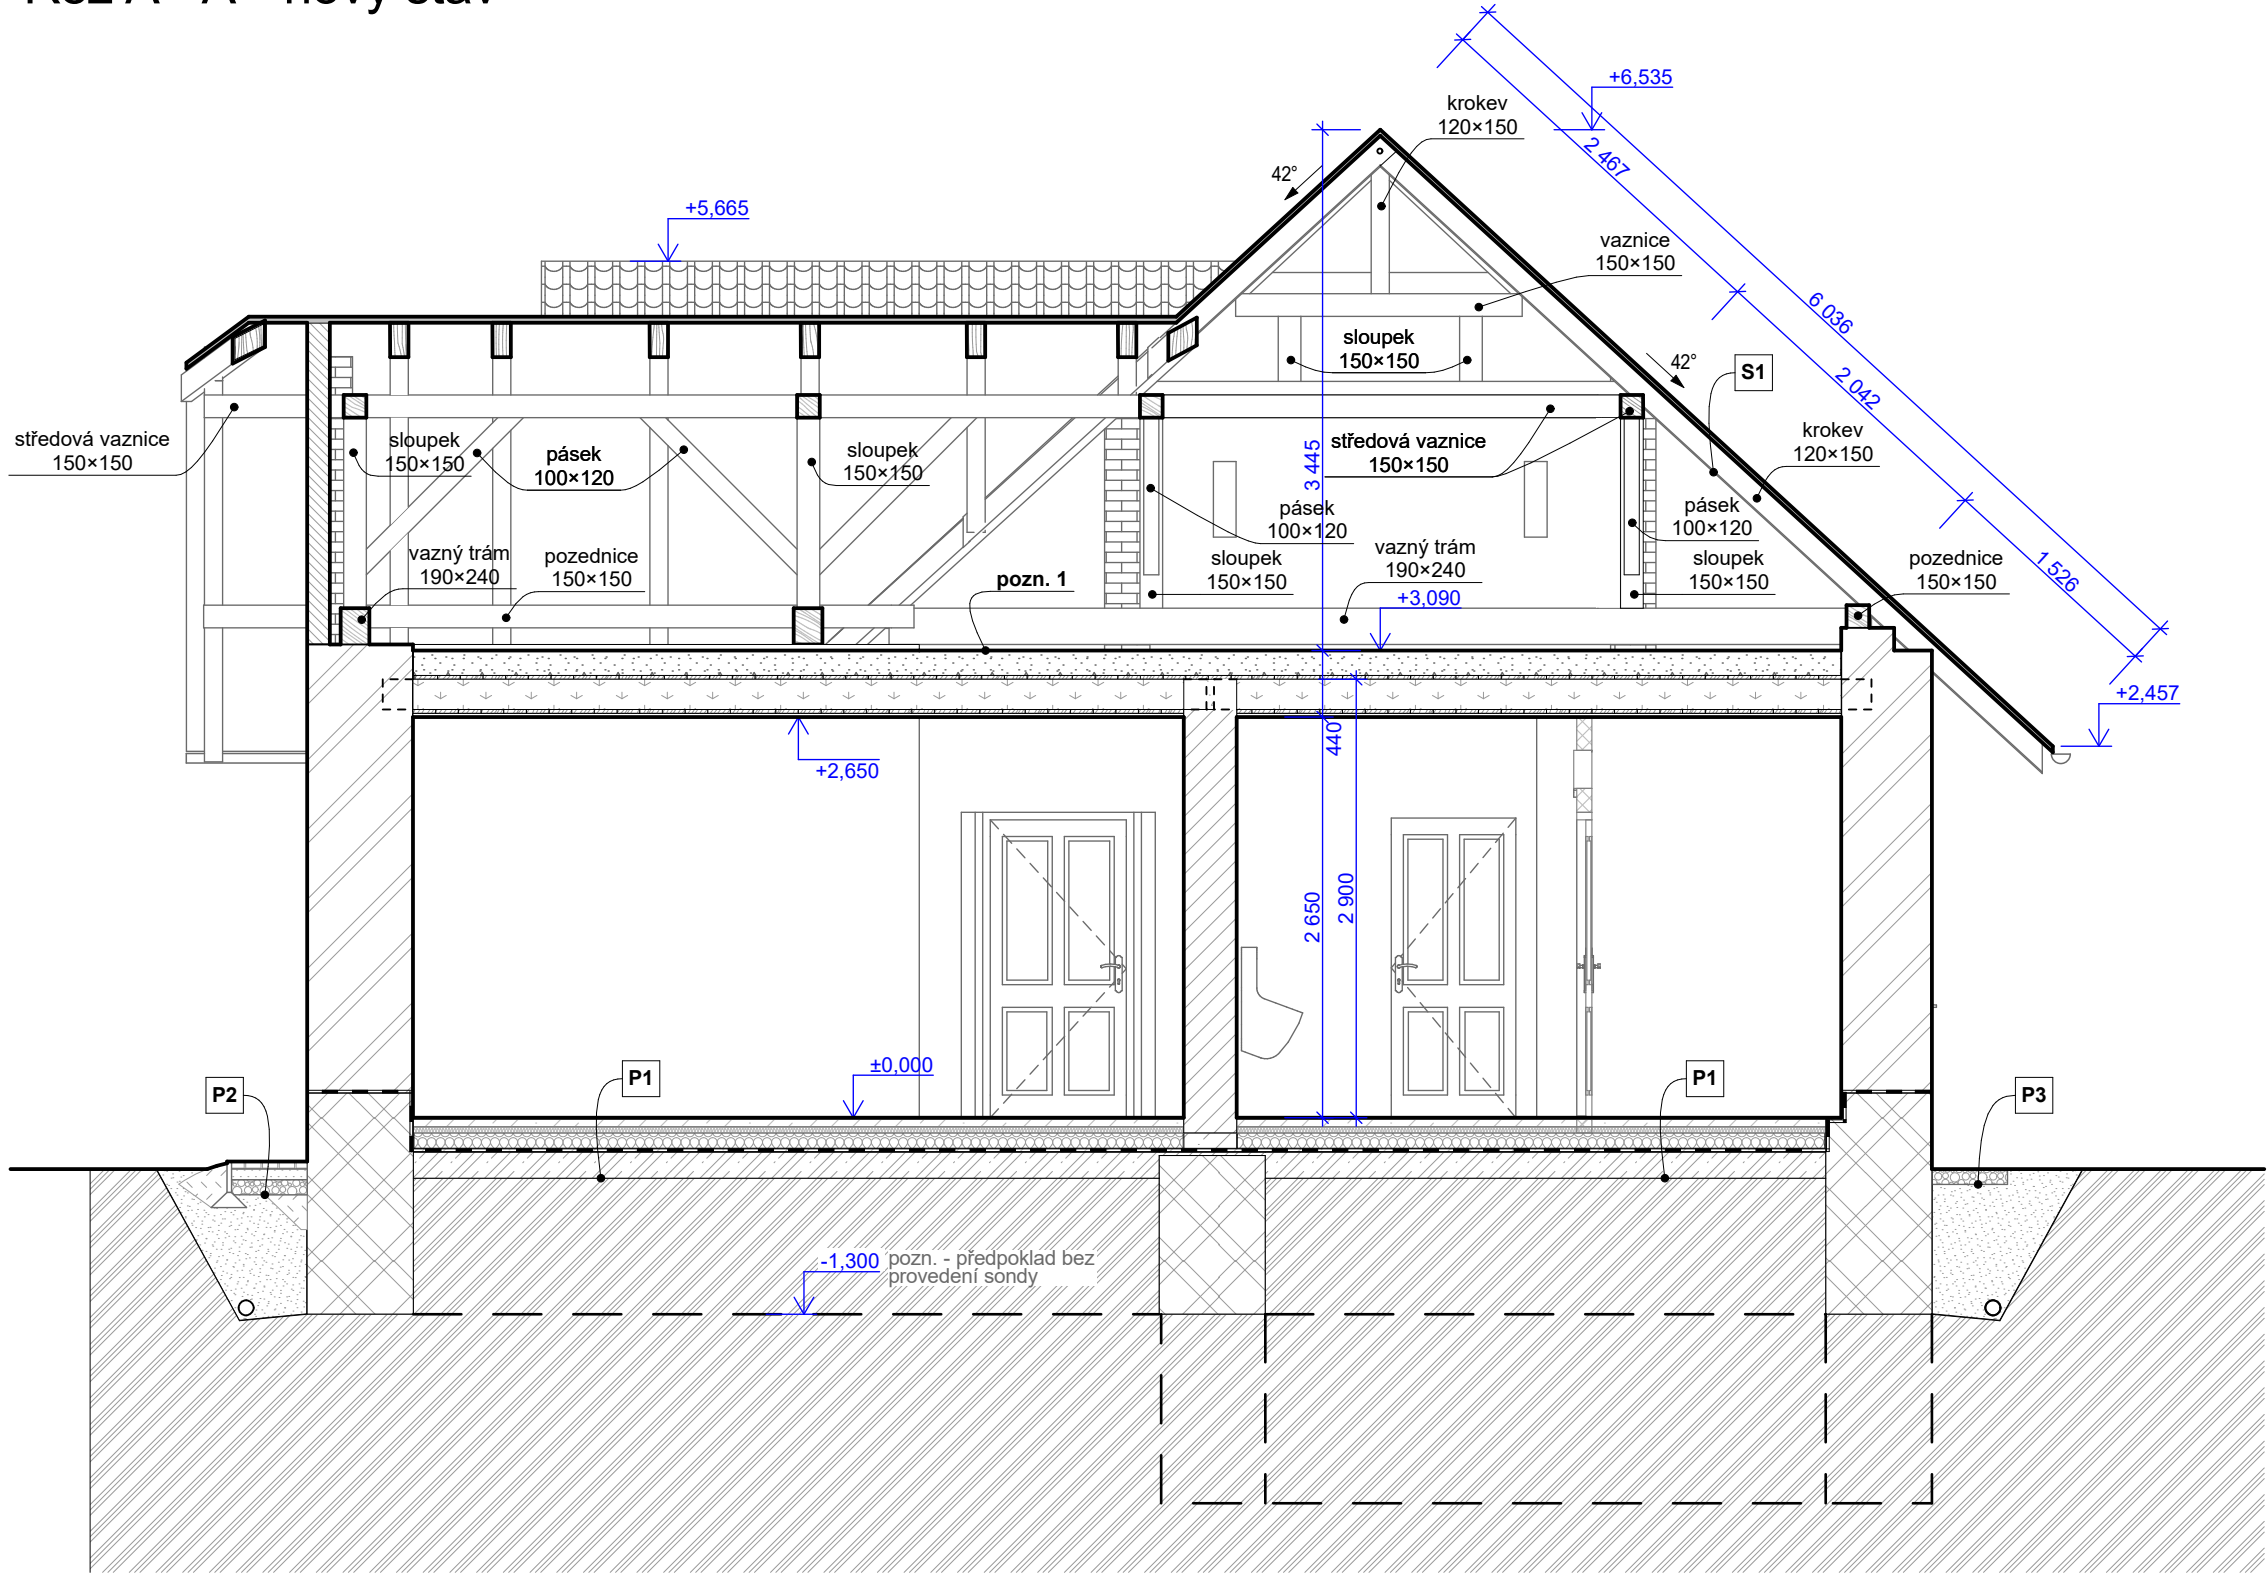 +6,535
krokev
120×150
2 467
42°
+5,665
vaznice
150×150
6 036
sloupek
150×150
42°
S1
2 042
středová vaznice
150×150
sloupek
150×150
pásek
100×120
sloupek
150×150
3 445
středová vaznice
150×150
krokev
120×150
pásek
100×120
pásek
100×120
vazný trám
190×240
pozednice
150×150
pozn. 1
sloupek
150×150
vazný trám
190×240
sloupek
150×150
pozednice
150×150
1 526
+3,090
+2,457
440
+2,650
2 650
2 900
±0,000
P1
P1
P2
P3
-1,300
pozn. - předpoklad bez
provedení sondy